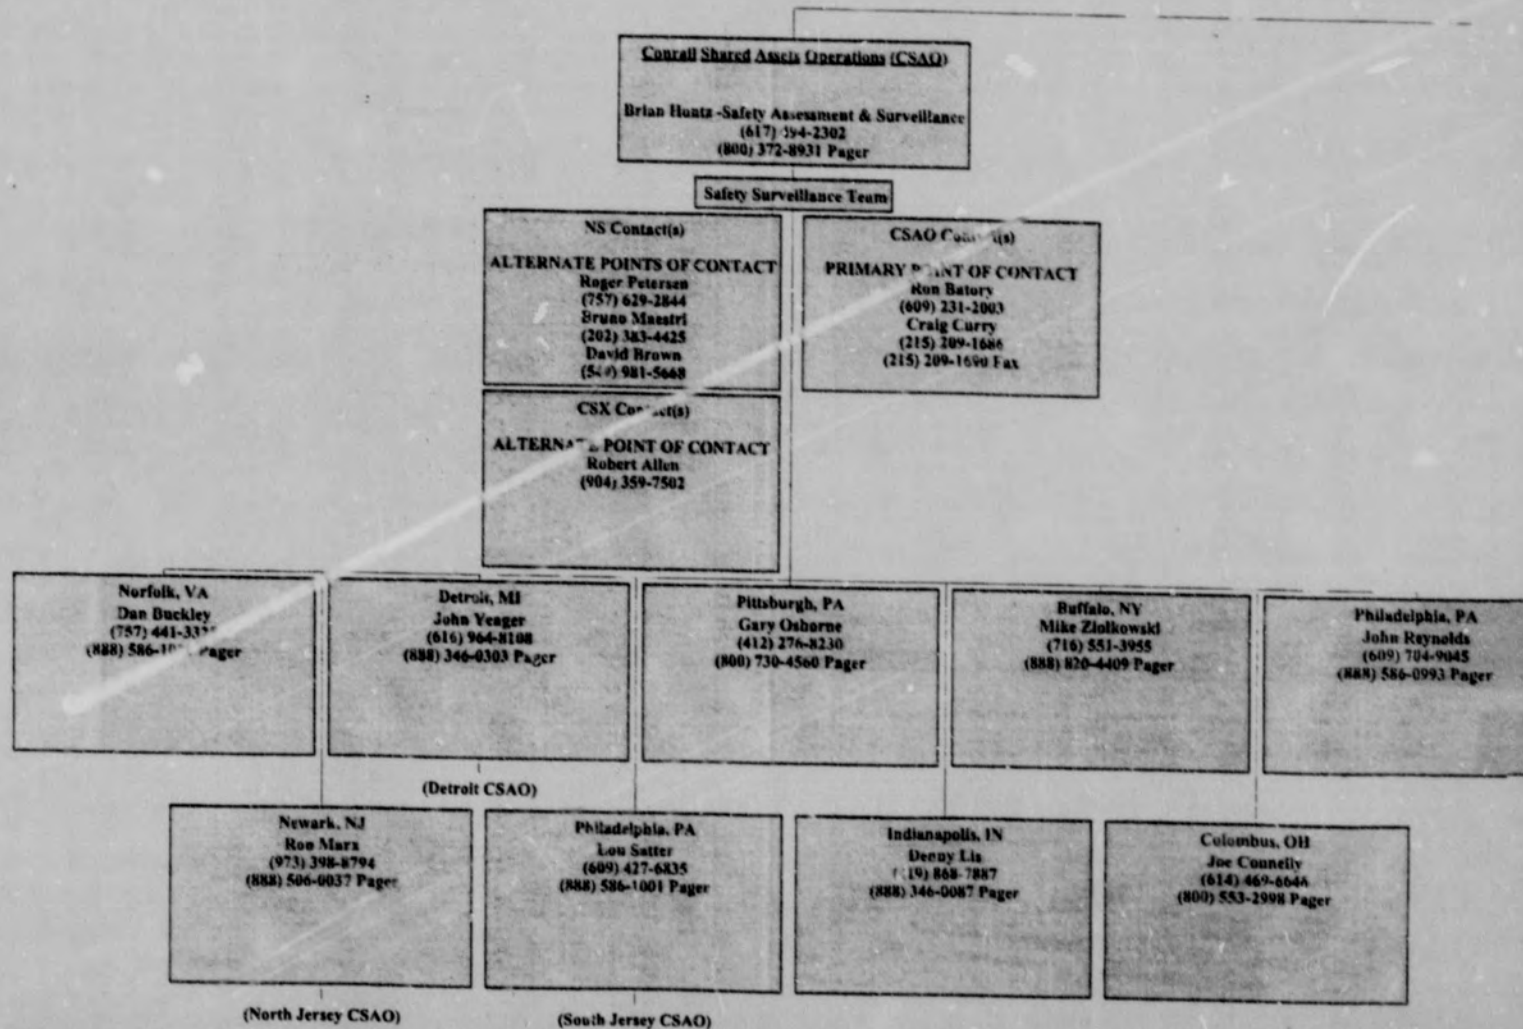 Conrail Shared Assets Operations (CSAO)
Brian Huntz -Safety Assessment & Surveillance
(617)
(800) 372-8931 Pager
Safety Surveillance Team
NS Contact(s)
ALTERNATE POINTS OF CONTACT
Roger Petersen
(757) 629-2844
Bruno Maestri
(202) 383-4425
David Brown
981-5668
CSAO
PRIMARY OF CONTACT
Ron Batory
(609) 231-2003
Craig Curry
(215) 209-1686
(215) 209-1690 Fax
CSX
POINT OF CONTACT
Robert Allen
(904) 359-7502
Norfolk, VA
Dan Buckley
(757)
(888) Pager
Detroit, MI
John Yeager
(616) 964-8108
(888) 346-0303 Pager
Pittsburgh, PA
Gary Osborne
(412) 276-8230
(800) 730-4560 Pager
Buffalo, NY
Mike Ziolkowski
(716) 551-3955
(888) 820-4409 Pager
Philadelphia, PA
John Reynolds
(609) 704-9045
(888) 586-0993 Pager
(Detroit CSAO)
Newark, NJ
Ron Marx
(973) 398-8794
(888) 506-0037 Pager
Philadelphia, PA
Lou Satter
(609) 427-6835
(888) 586-1001 Pager
Indianapolis, IN
Denny Lis
868-7887
(888) 346-0087 Pager
Columbus, OH
Joe Connelly
(614) 469-6646
(800) 553-2998 Pager
(North Jersey CSAO)
(South Jersey CSAO)